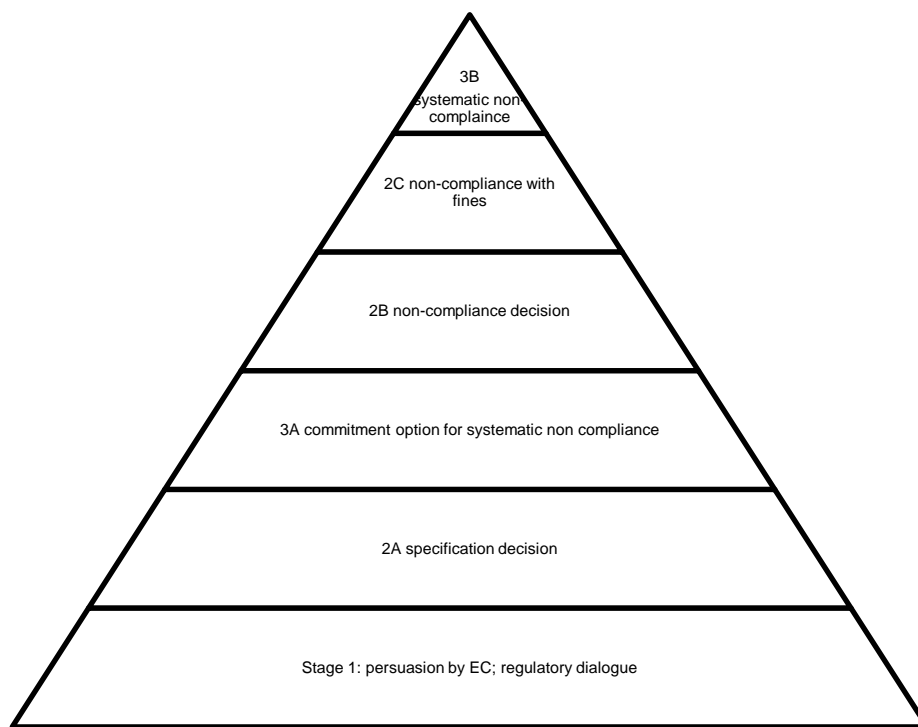 3B
systematic non-
complaince
2C non-compliance with
fines
2B non-compliance decision
3A commitment option for systematic non compliance
2A specification decision
Stage 1: persuasion by EC; regulatory dialogue